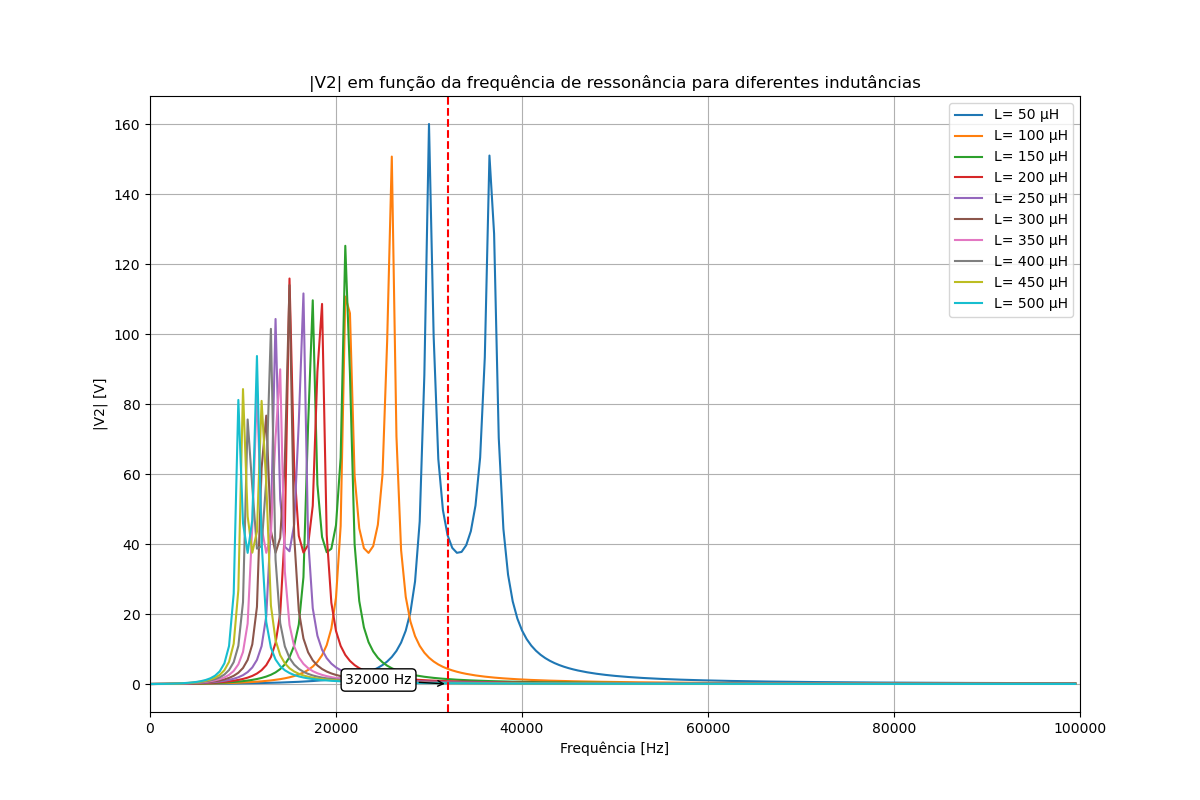 |V2| em função da frequência de ressonância para diferentes indutâncias
160
140
120
100
80
60
40
20
0
|V2| [V]
L= 50 μH
L= 100 μH
L= 150 μH
L= 200 μH
L= 250 μH
L= 300 μH
L= 350 μH
L= 400 μH
L= 450 μH
L= 500 μH
32000 Hz
0 20000 40000 60000 80000 100000
Frequência [Hz]